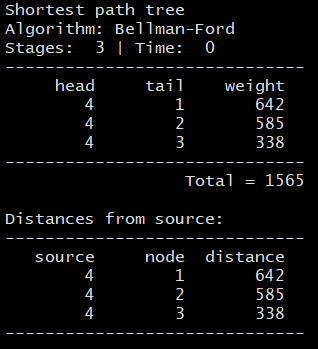 Shortest path tree
Algorithm: Bellman-Ford
Stages:  3 | Time:  0
------------------------------
     head     tail    weight
        4        1       642
        4        2       585
        4        3       338
------------------------------
                  Total = 1565

Distances from source:
------------------------------
   source     node  distance
        4        1       642
        4        2       585
        4        3       338
------------------------------